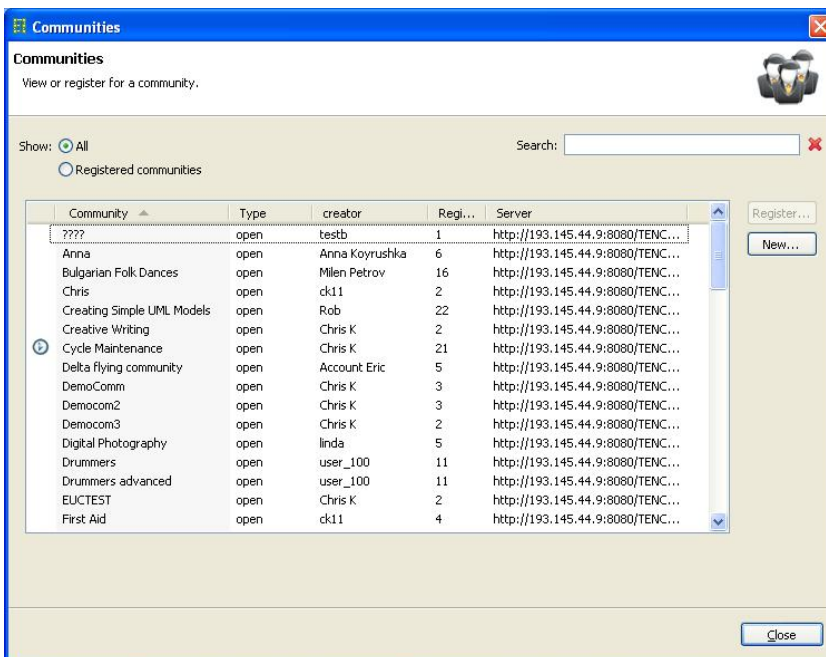 Communities
Communities
View or register for a community.
Show: All
Search:
Registered communities
Community Type creator Regi... Server
???? open testb 1 http://193.145.44.9:8080/TENC...
Anna open Anna Koyrushka 6 http://193.145.44.9:8080/TENC...
Bulgarian Folk Dances open Milen Petrov 16 http://193.145.44.9:8080/TENC...
Chris open ck11 2 http://193.145.44.9:8080/TENC...
Creating Simple UML Models open Rob 22 http://193.145.44.9:8080/TENC...
Creative Writing open Chris K 2 http://193.145.44.9:8080/TENC...
Cycle Maintenance open Chris K 21 http://193.145.44.9:8080/TENC...
Delta flying community open Account Eric 5 http://193.145.44.9:8080/TENC...
DemoComm open Chris K 3 http://193.145.44.9:8080/TENC...
Democom2 open Chris K 3 http://193.145.44.9:8080/TENC...
Democom3 open Chris K 2 http://193.145.44.9:8080/TENC...
Digital Photography open linda 5 http://193.145.44.9:8080/TENC...
Drummers open user_100 11 http://193.145.44.9:8080/TENC...
Drummers advanced open user_100 11 http://193.145.44.9:8080/TENC...
EUCTEST open Chris K 2 http://193.145.44.9:8080/TENC...
First Aid open ck11 4 http://193.145.44.9:8080/TENC...
Register...
New...
Close